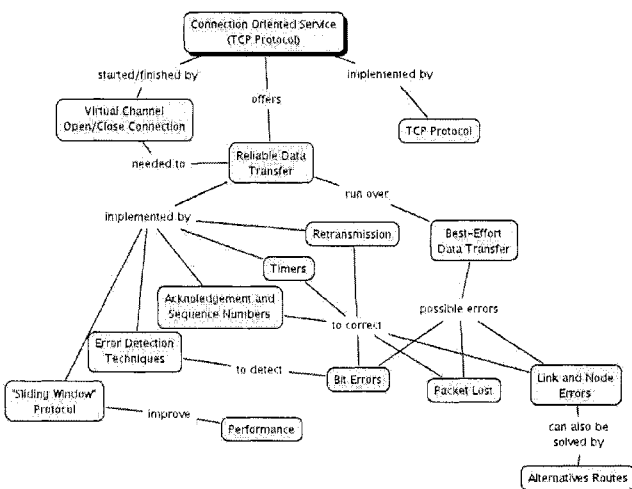 Connection Oriented Service
(TCP Protocol)
started/finished by
implemented by
offers
Virtual Channel
Open/Close Connection
TCP Protocol
needed to
Reliable Data
Transfer
run over
implemented by
Retransmission
Best-Effort
Data Transfer
Timers
Acknoledgement and
Sequence Numbers
possible errors
to correct
Error Detection
Techniques
to detect
Bit Errors
Packet Lost
Link and Node
Errors
"Sliding Window"
Protocol
improve
Performance
can also be
solved by
Alternatives Routes